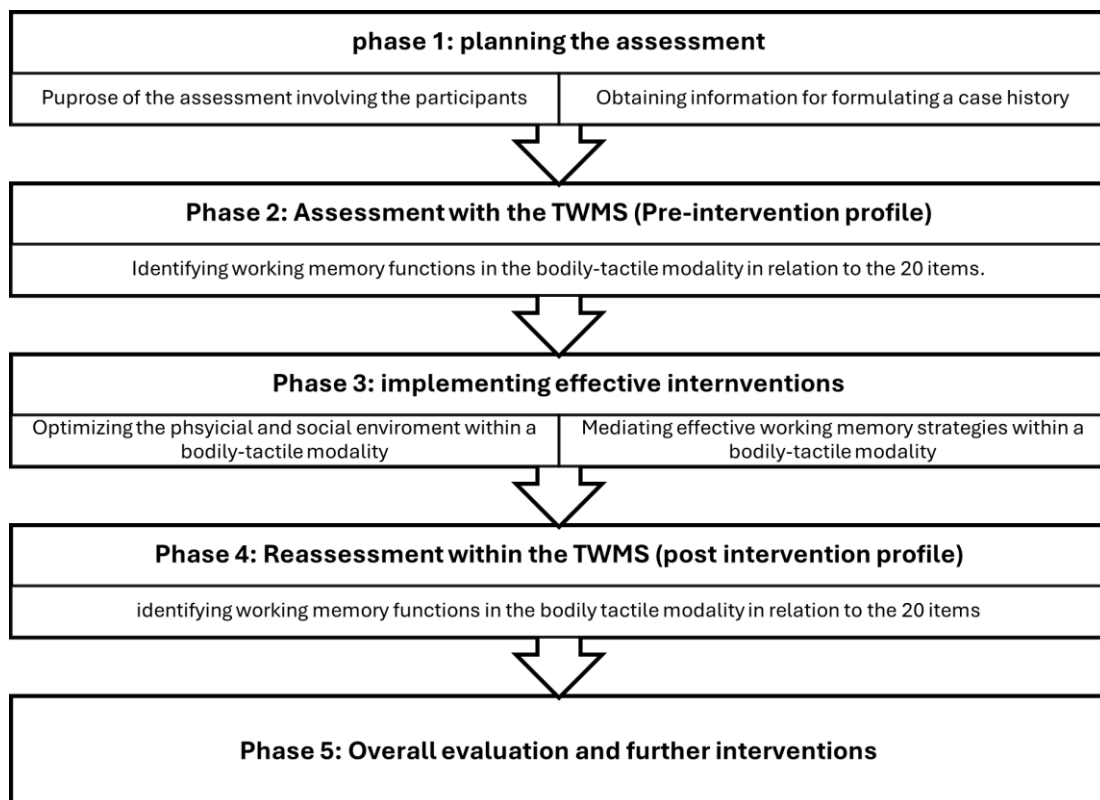 phase 1: planning the assessment
Puprose of the assessment involving the participants
Obtaining information for formulating a case history
Phase 2: Assessment with the TWMS (Pre-intervention profile)
Identifying working memory functions in the bodily-tactile modality in relation to the 20 items.
Phase 3: implementing effective internventions
Optimizing the phsyicial and social enviroment within a
bodily-tactile modality
Mediating effective working memory strategies within a
bodily-tactile modality
Phase 4: Reassessment within the TWMS (post intervention profile)
identifying working memory functions in the bodily tactile modality in relation to the 20 items
Phase 5: Overall evaluation and further interventions